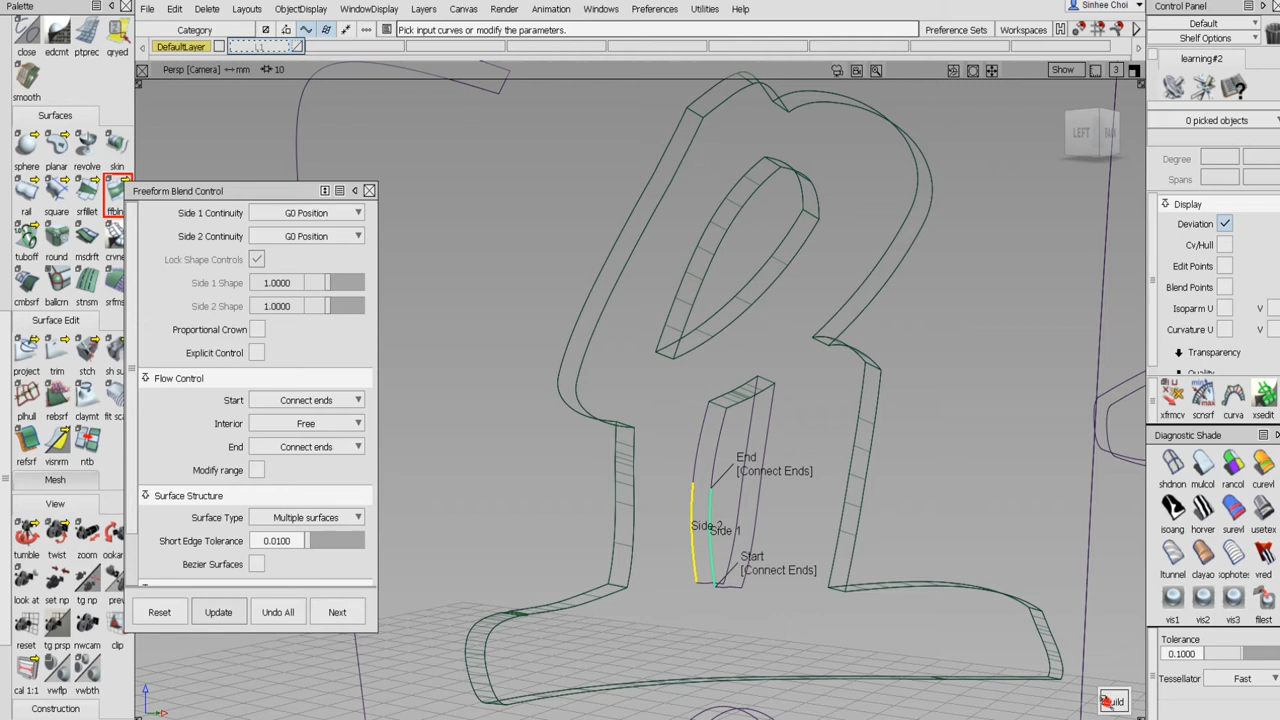 Palette
File
Edit
Delete
Layouts
ObjectDisplay
WindowDisplay
Layers
Canvas
Render
Animation
Windows
Preferences
Utilities
Help
Sinhee Choi
Control Panel
Category
Pick input curves or modify the parameters.
Preference Sets
Workspaces
Default
Shelf Options
DefaultLayer
L1
learning#2
Persp [Camera] mm
10
Show
3
close
edcmt
ptprec
qryed
smooth
Surfaces
sphere
planar
revolve
skin
rail
square
srfillet
ffbln
tuboff
round
msdrft
crvne
cmbsrf
ballcrn
stnsm
srfms
Surface Edit
project
trim
stch
sh su
plhull
rebsrf
claymt
fit sca
extend
visnrm
ntb
Mesh
View
tumble
twist
zoom
lookar
look at
set np
tg np
prev
reset
tg prsp
nwcam
clip
cal 1:1
vwflp
vwbth
Construction
Freeform Blend Control
Side 1 Continuity
G0 Position
Side 2 Continuity
G0 Position
Lock Shape Controls
Side 1 Shape
1.0000
Side 2 Shape
1.0000
Proportional Crown
Explicit Control
Flow Control
Start
Connect ends
Interior
Free
End
Connect ends
Modify range
Surface Structure
Surface Type
Multiple surfaces
Short Edge Tolerance
0.0100
Bezier Surfaces
Reset
Update
Undo All
Next
End
[Connect Ends]
Side 2
Side 1
Start
[Connect Ends]
LEFT
0 picked objects
Degree
Spans
Display
Deviation
Cv/Hull
Edit Points
Blend Points
Isoparm U
V
Curvature U
V
Transparency
xfrmcv
scnsrf
curva
xsedit
Diagnostic Shade
shdnon
mulcol
rancol
curevl
isoang
horver
surevl
usetex
ltunnel
clayao
isophotes
vred
vis1
vis2
vis3
filest
Tolerance
0.1000
Tessellator
Fast